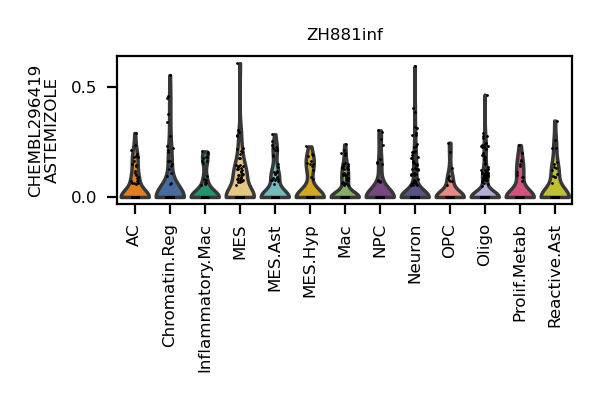 ZH881inf
CHEMBL296419
ASTEMIZOLE
0.5
0.0
AC
Chromatin.Reg
Inflammatory.Mac
MES
MES.Ast
MES.Hyp
Mac
NPC
Neuron
OPC
Oligo
Prolif.Metab
Reactive.Ast